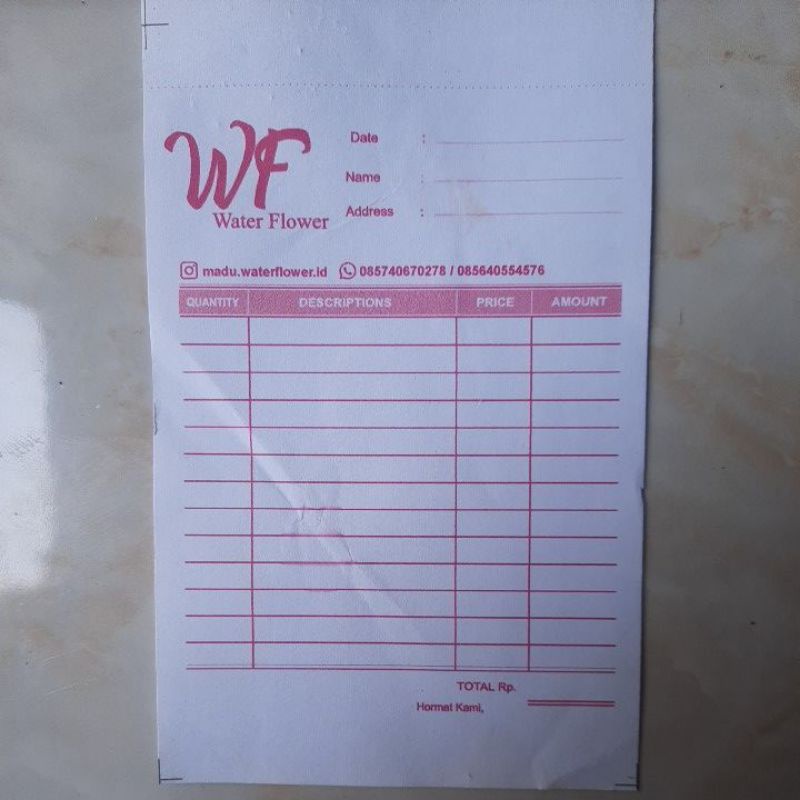 WF
Water Flower
Date :
Name :
Address :
madu.waterflower.id 085740670278 / 085640554576
QUANTITY DESCRIPTIONS PRICE AMOUNT
TOTAL Rp.
Hormat Kami,